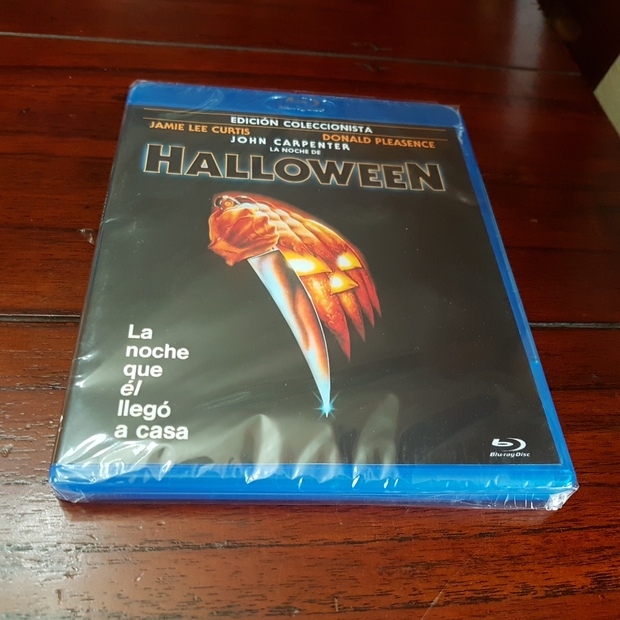 EDICIÓN COLECCIONISTA
JAMIE LEE CURTIS DONALD PLEASENCE
JOHN CARPENTER
LA NOCHE DE
HALLOWEEN
La
noche
que
él
llegó
a casa
Blu-ray Disc